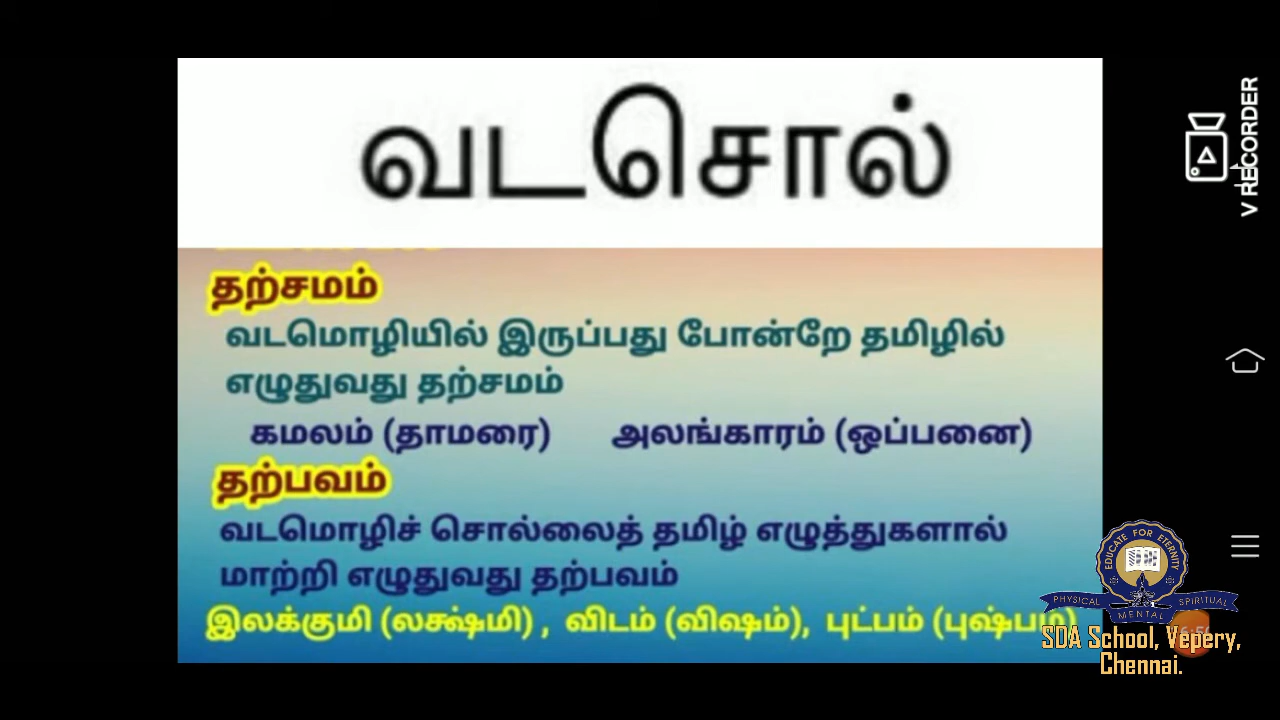 வடசொல்
தற்சமம்
வடமொழியில் இருப்பது போன்றே தமிழில்
எழுதுவது தற்சமம்
கமலம் (தாமரை) அலங்காரம் (ஒப்பனை)
தற்பவம்
வடமொழிச் சொல்லைத் தமிழ் எழுத்துகளால்
மாற்றி எழுதுவது தற்பவம்
இலக்குமி (லக்ஷ்மி) , விடம் (விஷம்), புட்பம் (புஷ்பம்)
V RECORDER
EDUCATE FOR ETERNITY
PHYSICAL MENTAL SPIRITUAL
SDA School, Vepery,
Chennai.